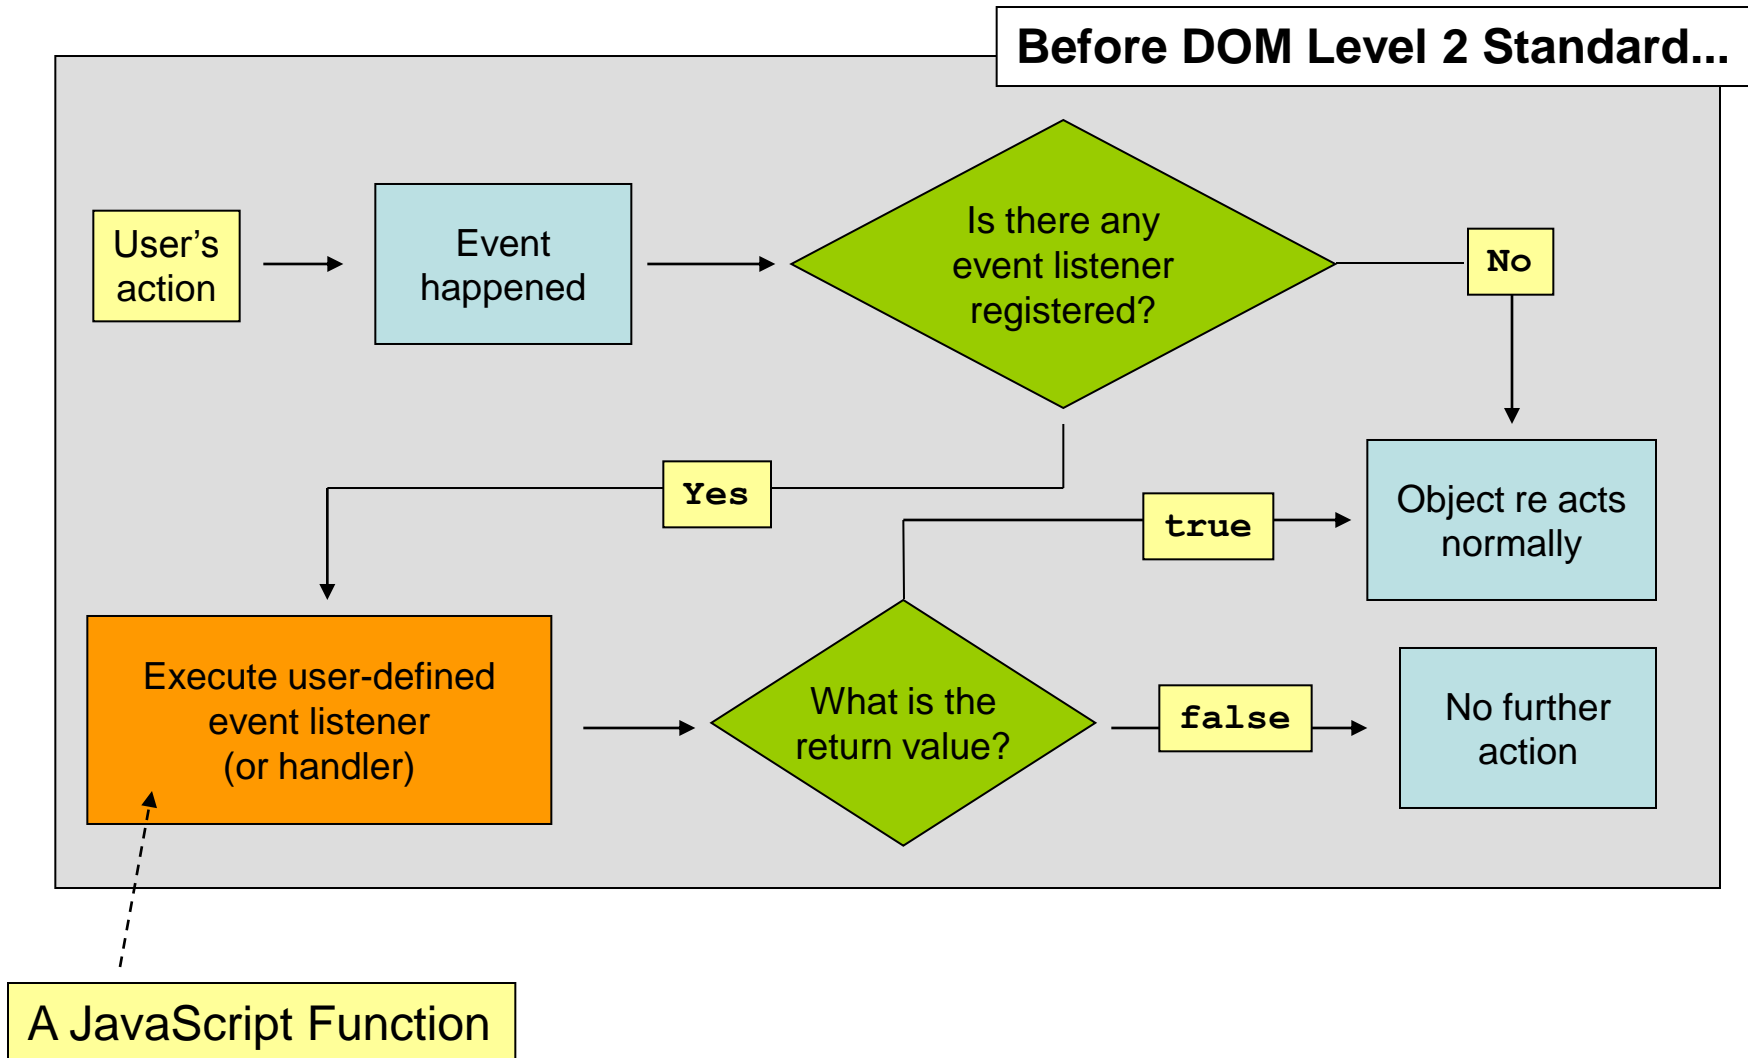 Before DOM Level 2 Standard...
User’s
action
Event
happened
Is there any
event listener
registered?
No
Yes
true
Object re acts
normally
Execute user-defined
event listener
(or handler)
What is the
return value?
false
No further
action
A JavaScript Function